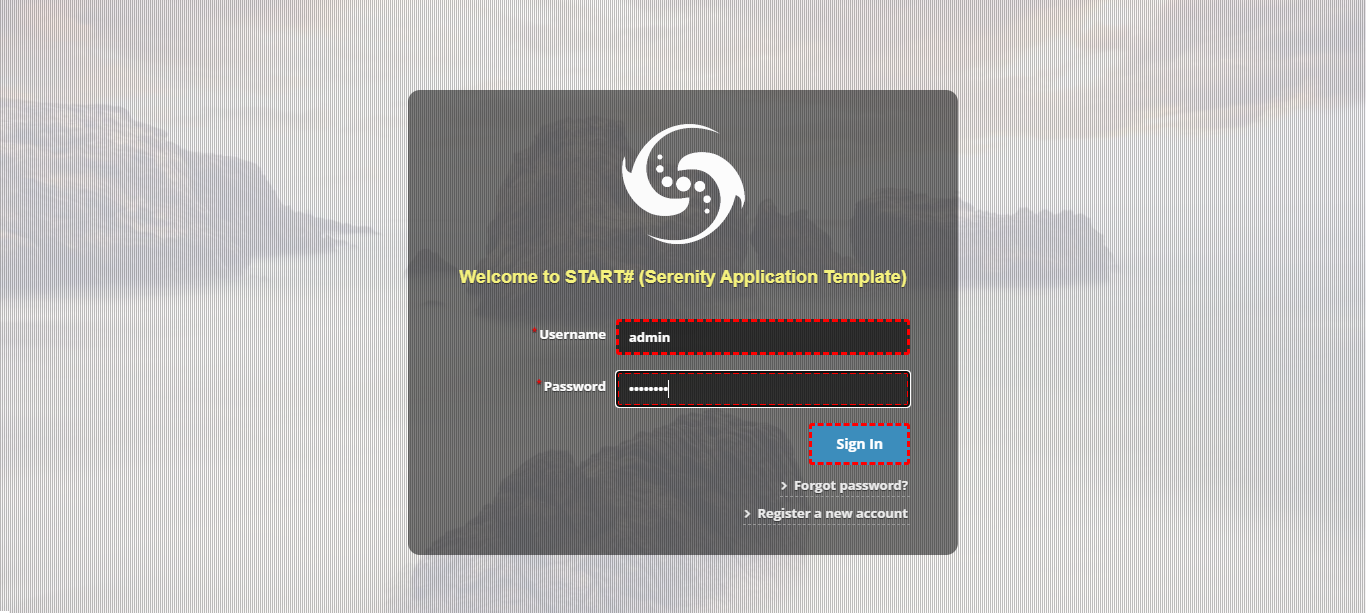 Welcome to START# (Serenity Application Template)
* Username
admin
* Password
••••••••
Sign In
Forgot password?
Register a new account